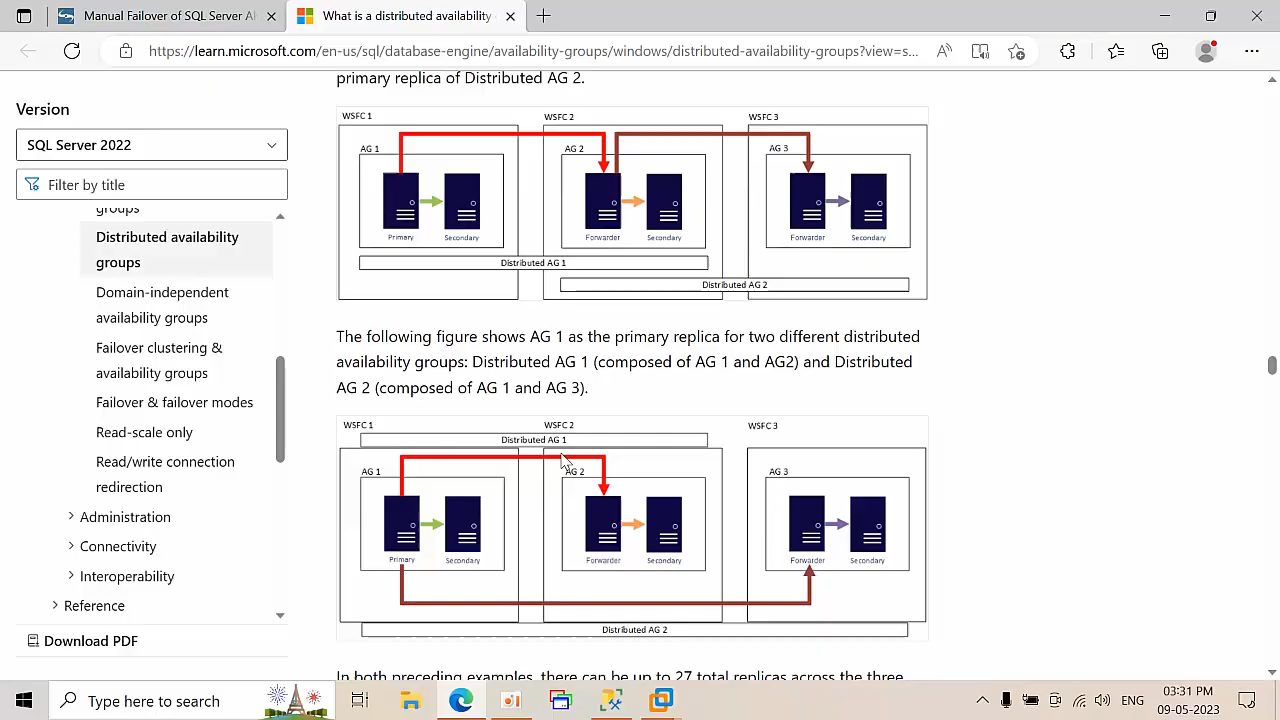 Manual Failover of SQL Server Al
What is a distributed availability
https://learn.microsoft.com/en-us/sql/database-engine/availability-groups/windows/distributed-availability-groups?view=s...
Version
SQL Server 2022
Filter by title
groups
Distributed availability
groups
Domain-independent
availability groups
Failover clustering &
availability groups
Failover & failover modes
Read-scale only
Read/write connection
redirection
Administration
Connectivity
Interoperability
Reference
Download PDF
primary replica of Distributed AG 2.
WSFC 1 WSFC 2 WSFC 3
AG 1 AG 2 AG 3
Primary Secondary Forwarder Secondary Forwarder Secondary
Distributed AG 1
Distributed AG 2
The following figure shows AG 1 as the primary replica for two different distributed
availability groups: Distributed AG 1 (composed of AG 1 and AG2) and Distributed
AG 2 (composed of AG 1 and AG 3).
WSFC 1 WSFC 2 WSFC 3
Distributed AG 1
AG 1 AG 2 AG 3
Primary Secondary Forwarder Secondary Forwarder Secondary
Distributed AG 2
In both preceding examples, there can be up to 27 total replicas across the three
Type here to search
ENG
03:31 PM
09-05-2023